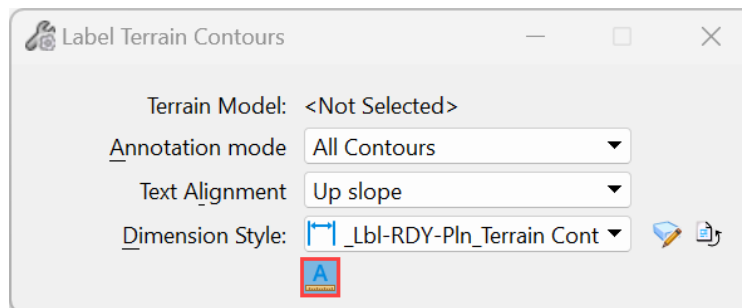 Label Terrain Contours
Terrain Model: <Not Selected>
Annotation mode All Contours
Text Alignment Up slope
Dimension Style: _Lbl-RDY-Pln_Terrain Cont
A